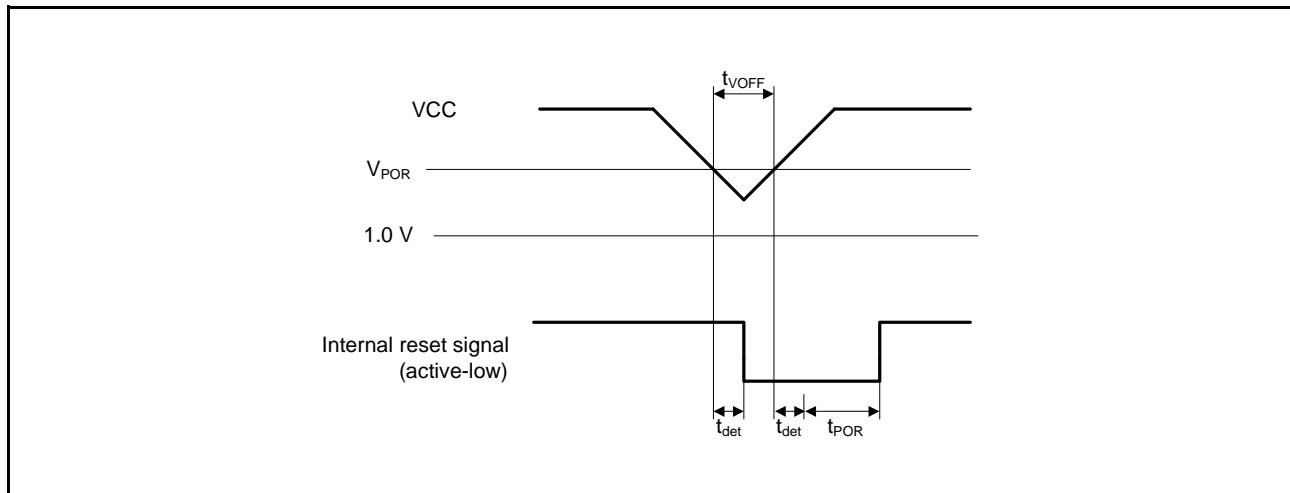 tVOFF
VCC
VPOR
1.0 V
Internal reset signal
(active-low)
tdet tdet tPOR